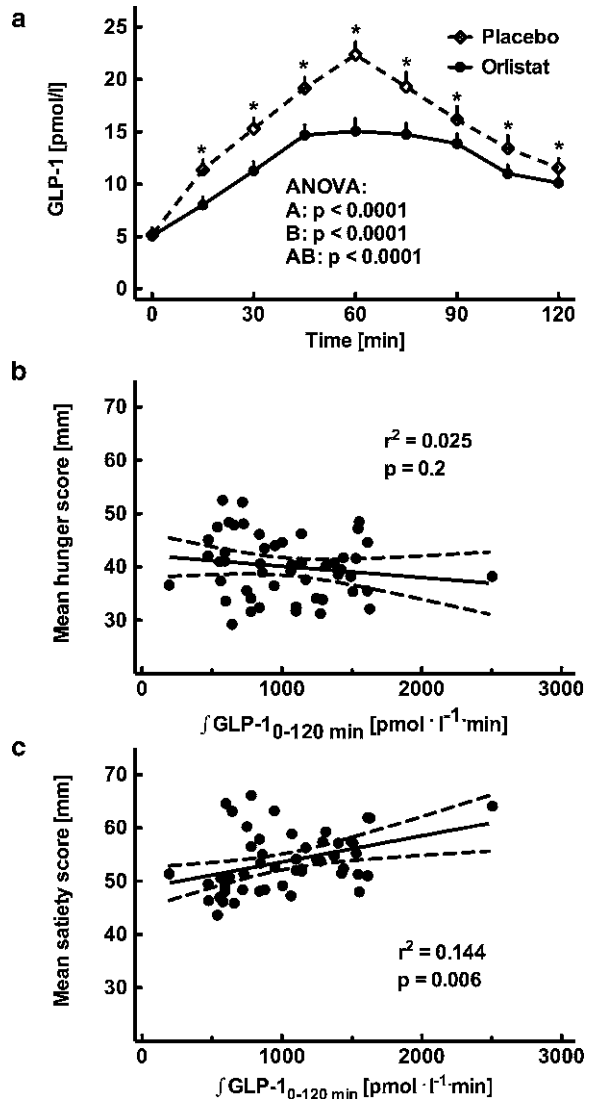 a
25
20
15
10
5
0
GLP-1 [pmol/l]
* * * * * * * *
Placebo
Orlistat
ANOVA:
A: p < 0.0001
B: p < 0.0001
AB: p < 0.0001
0 30 60 90 120
Time [min]
b
70
60
50
40
30
Mean hunger score [mm]
r² = 0.025
p = 0.2
0 1000 2000 3000
∫GLP-1₀₋₁₂₀ min [pmol · l⁻¹·min]
c
70
60
50
40
30
Mean satiety score [mm]
r² = 0.144
p = 0.006
0 1000 2000 3000
∫GLP-1₀₋₁₂₀ min [pmol · l⁻¹·min]